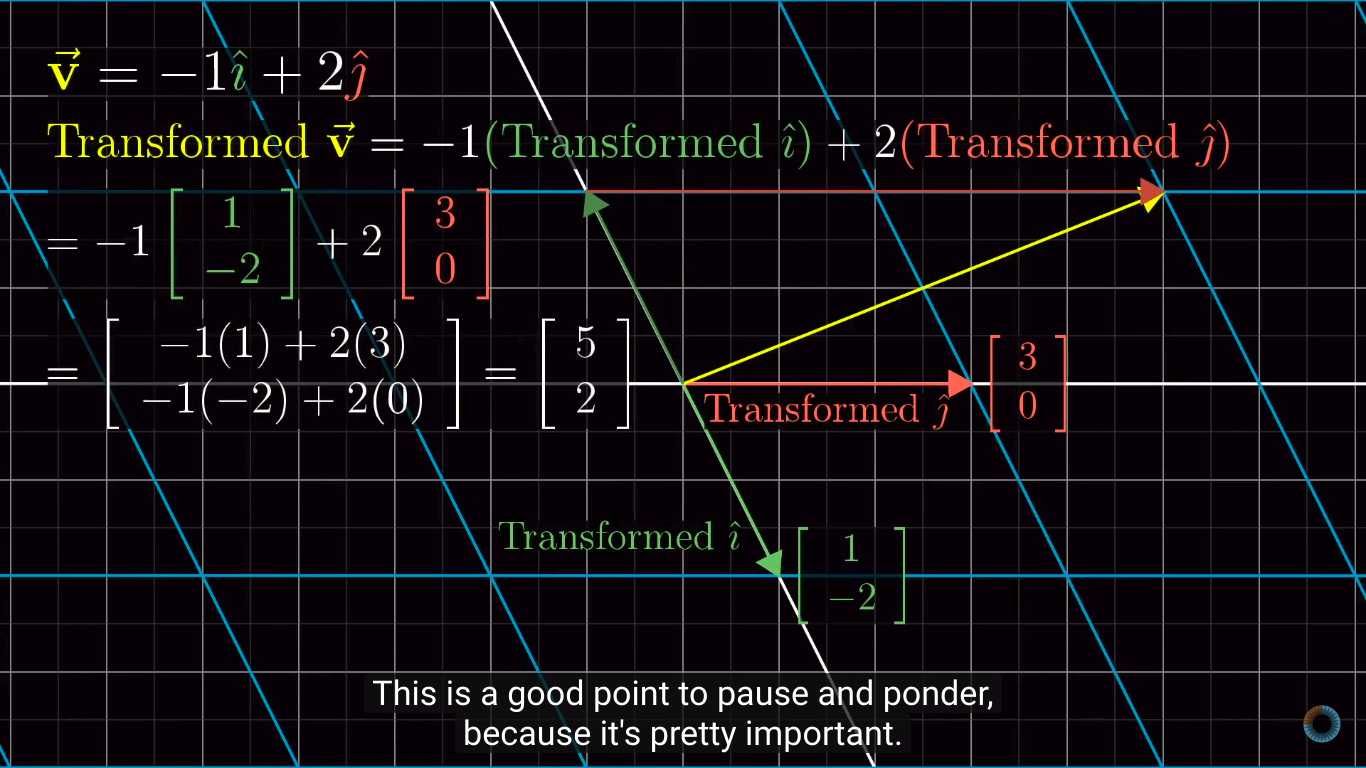 v⃗ = −1î + 2ĵ
Transformed v⃗ = −1(Transformed î) + 2(Transformed ĵ)
= −1 [1 −2] + 2 [3 0]
= [−1(1) + 2(3) −1(−2) + 2(0)] = [5 2]
Transformed ĵ [3 0]
Transformed î [1 −2]
This is a good point to pause and ponder,
because it's pretty important.